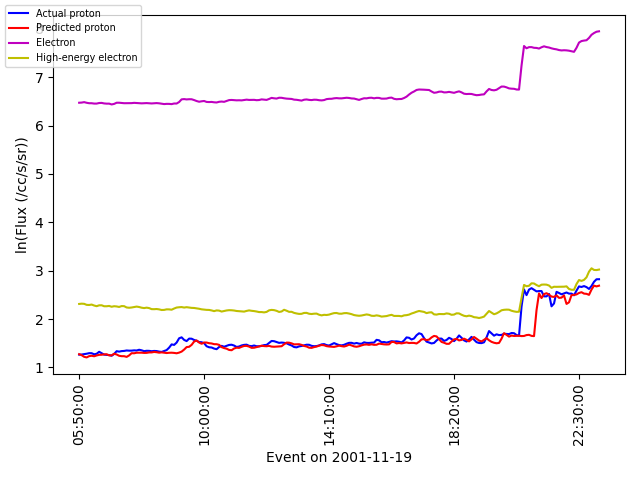 Actual proton
Predicted proton
Electron
High-energy electron
7
6
5
4
3
2
1
ln(Flux (/cc/s/sr))
05:50:00
10:00:00
14:10:00
18:20:00
22:30:00
Event on 2001-11-19